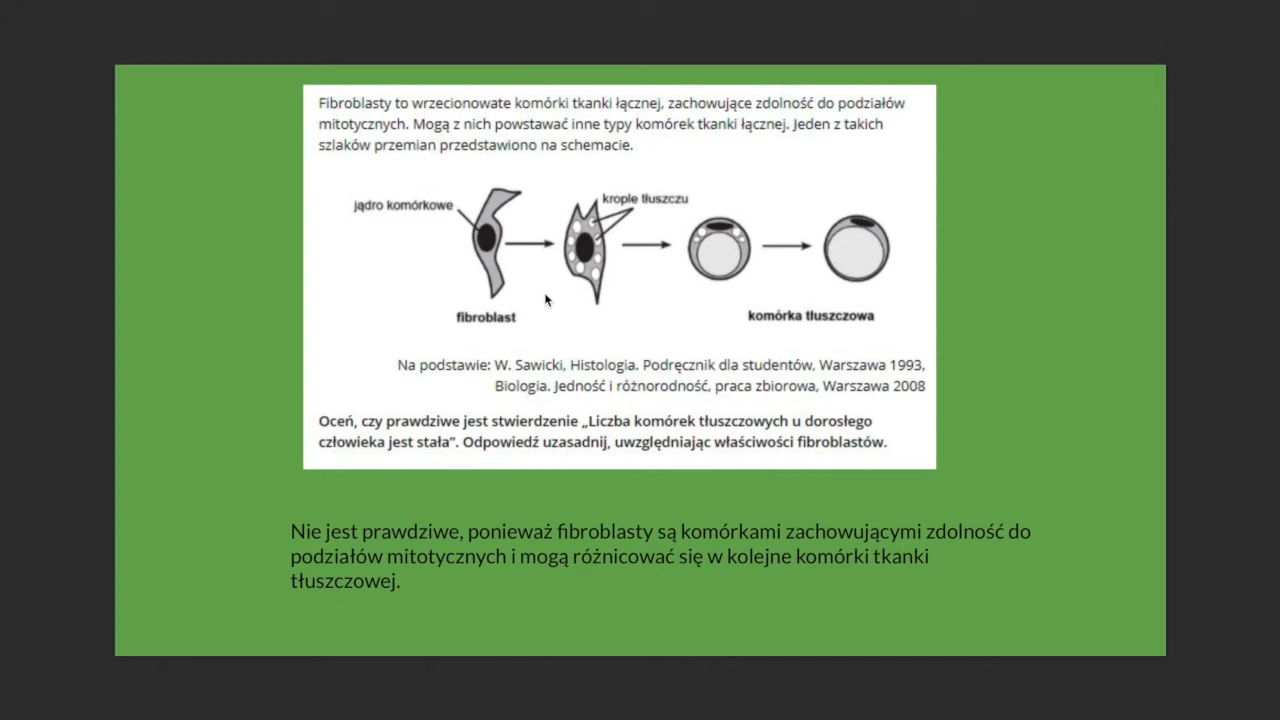 Fibroblasty to wrzecionowate komórki tkanki łącznej, zachowujące zdolność do podziałów
mitotycznych. Mogą z nich powstawać inne typy komórek tkanki łącznej. Jeden z takich
szlaków przemian przedstawiono na schemacie.
jądro komórkowe
krople tłuszczu
fibroblast
komórka tłuszczowa
Na podstawie: W. Sawicki, Histologia. Podręcznik dla studentów, Warszawa 1993,
Biologia. Jedność i różnorodność, praca zbiorowa, Warszawa 2008
Oceń, czy prawdziwe jest stwierdzenie „Liczba komórek tłuszczowych u dorosłego
człowieka jest stała”. Odpowiedź uzasadnij, uwzględniając właściwości fibroblastów.
Nie jest prawdziwe, ponieważ fibroblasty są komórkami zachowującymi zdolność do
podziałów mitotycznych i mogą różnicować się w kolejne komórki tkanki
tłuszczowej.